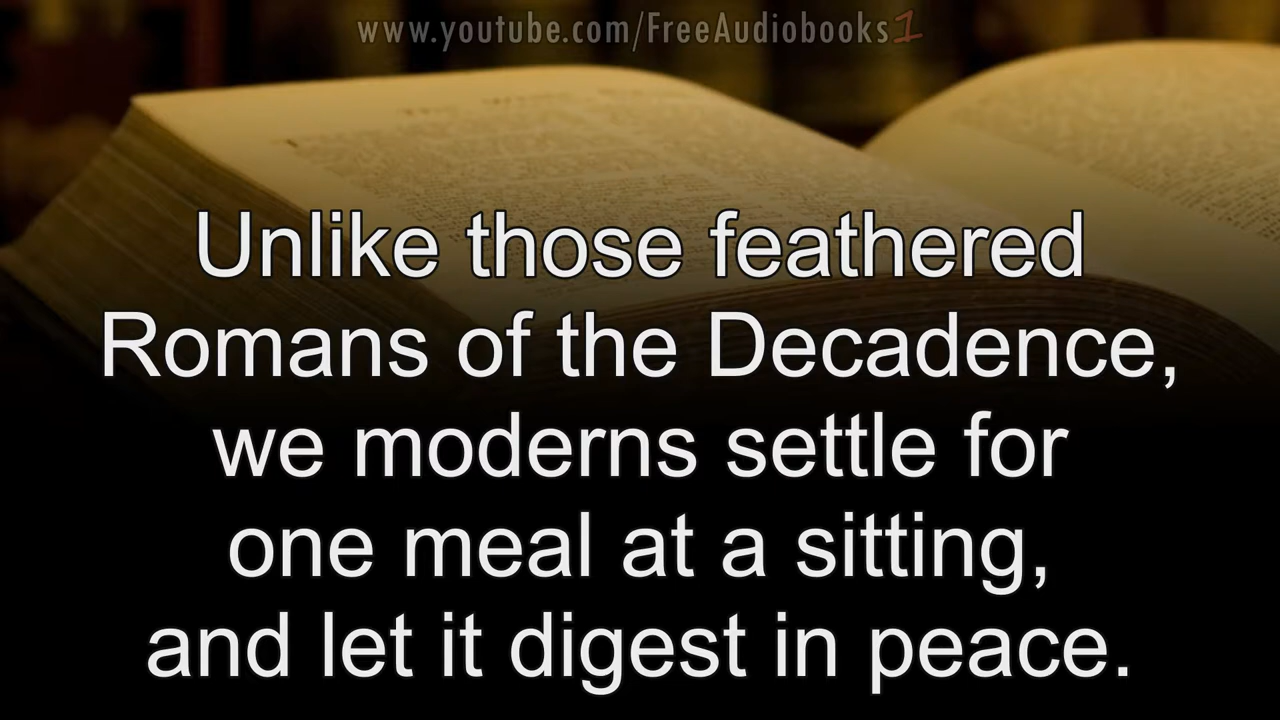 www.youtube.com/FreeAudiobooks1
Unlike those feathered
Romans of the Decadence,
we moderns settle for
one meal at a sitting,
and let it digest in peace.